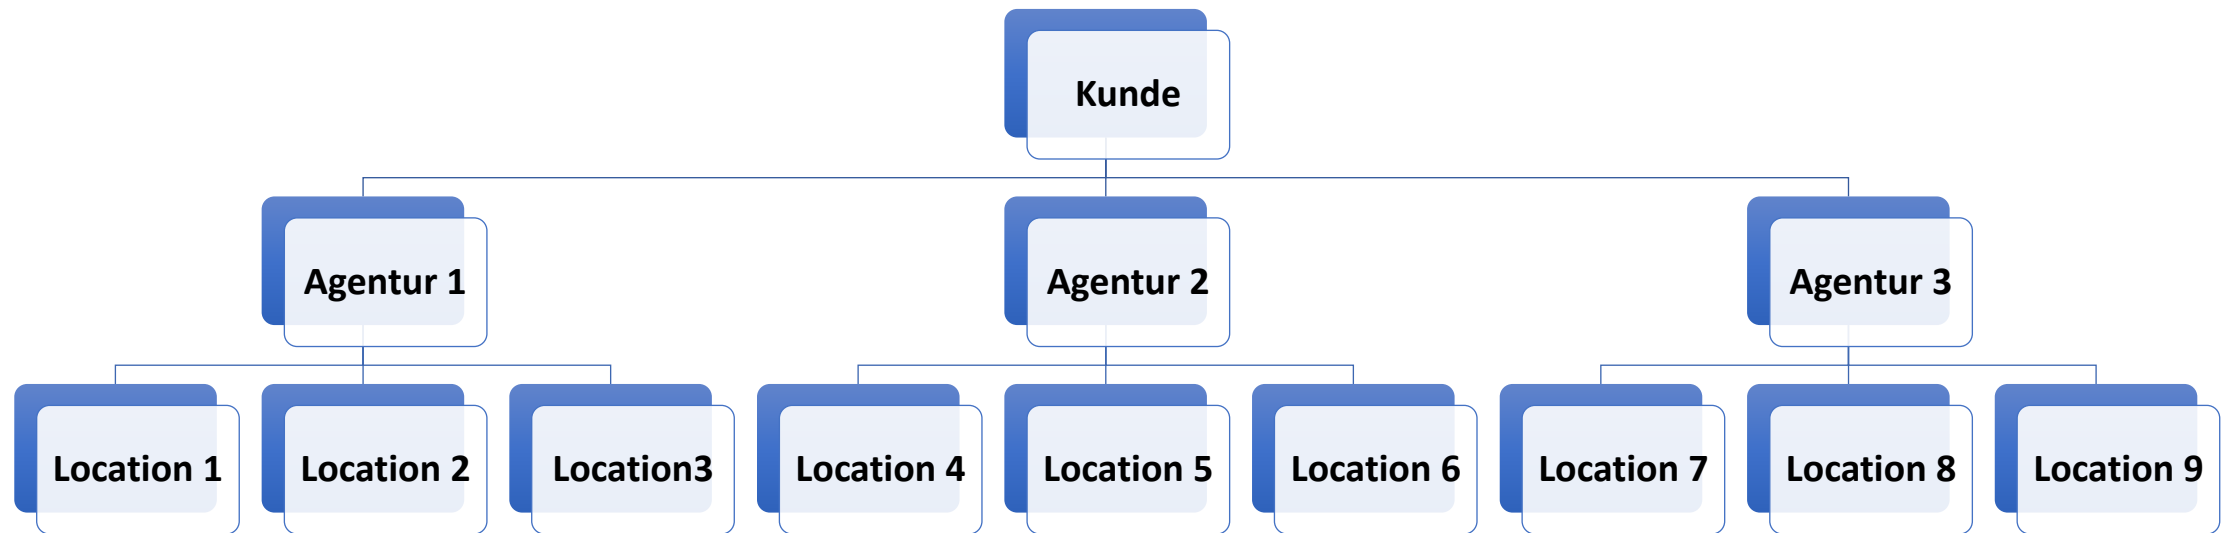 Kunde
Agentur 1
Agentur 2
Agentur 3
Location 1
Location 2
Location3
Location 4
Location 5
Location 6
Location 7
Location 8
Location 9